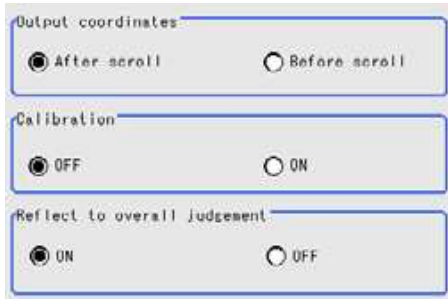 Output coordinates
After scroll
Before scroll
Calibration
OFF
ON
Reflect to overall judgement
ON
OFF